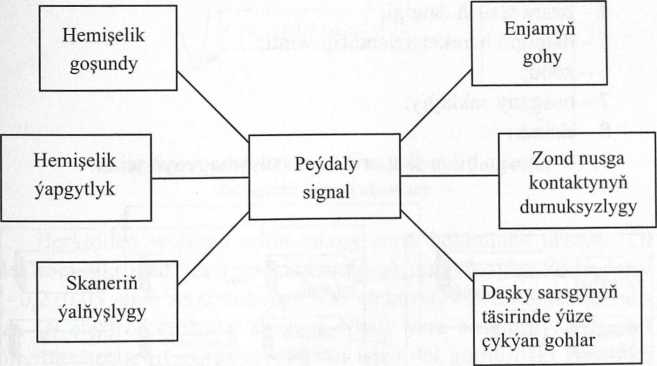 Hemişelik
goşundy
Enjamyň
gohy
Hemişelik
ýapgytlyk
Peýdaly
signal
Zond nusga
kontaktynyň
durnuksyzlygy
Skaneriň
ýalňyşlygy
Daşky sarsgynyň
täsirinde ýüze
çykýan gohlar